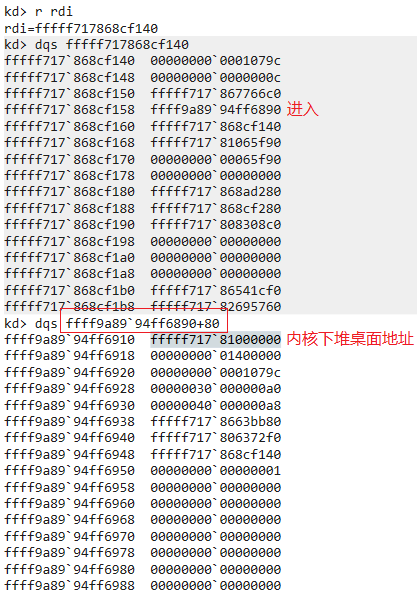 kd> r rdi
rdi=fffff717868cf140
kd> dqs fffff717868cf140
fffff717`868cf140  00000000`0001079c
fffff717`868cf148  00000000`0000000c
fffff717`868cf150  fffff717`867766c0
fffff717`868cf158  ffff9a89`94ff6890 进入
fffff717`868cf160  fffff717`868cf140
fffff717`868cf168  fffff717`81065f90
fffff717`868cf170  00000000`00065f90
fffff717`868cf178  00000000`00000000
fffff717`868cf180  fffff717`868ad280
fffff717`868cf188  fffff717`868cf280
fffff717`868cf190  fffff717`808308c0
fffff717`868cf198  00000000`00000000
fffff717`868cf1a0  00000000`00000000
fffff717`868cf1a8  00000000`00000000
fffff717`868cf1b0  fffff717`86541cf0
fffff717`868cf1b8  fffff717`82695760
kd> dqs ffff9a89`94ff6890+80
ffff9a89`94ff6910  fffff717`81000000 内核下堆桌面地址
ffff9a89`94ff6918  00000000`01400000
ffff9a89`94ff6920  00000000`0001079c
ffff9a89`94ff6928  00000030`000000a0
ffff9a89`94ff6930  00000040`000000a8
ffff9a89`94ff6938  fffff717`8663bb80
ffff9a89`94ff6940  fffff717`806372f0
ffff9a89`94ff6948  fffff717`868cf140
ffff9a89`94ff6950  00000000`00000001
ffff9a89`94ff6958  00000000`00000000
ffff9a89`94ff6960  00000000`00000000
ffff9a89`94ff6968  00000000`00000000
ffff9a89`94ff6970  00000000`00000000
ffff9a89`94ff6978  00000000`00000000
ffff9a89`94ff6980  00000000`00000000
ffff9a89`94ff6988  00000000`00000000